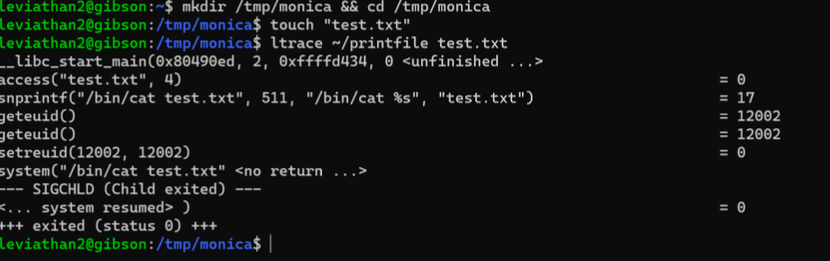 leviathan2@gibson:~$ mkdir /tmp/monica && cd /tmp/monica
leviathan2@gibson:/tmp/monica$ touch "test.txt"
leviathan2@gibson:/tmp/monica$ ltrace ~/printfile test.txt
__libc_start_main(0x80490ed, 2, 0xffffd434, 0 <unfinished ...>
access("test.txt", 4) = 0
snprintf("/bin/cat test.txt", 511, "/bin/cat %s", "test.txt") = 17
geteuid() = 12002
geteuid() = 12002
setreuid(12002, 12002) = 0
system("/bin/cat test.txt" <no return ...>
--- SIGCHLD (Child exited) ---
<... system resumed> ) = 0
+++ exited (status 0) +++
leviathan2@gibson:/tmp/monica$